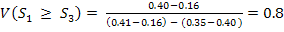 V(S₁ ≥ S₃) = (0.40−0.16) / ((0.41−0.16) − (0.35−0.40)) = 0.8